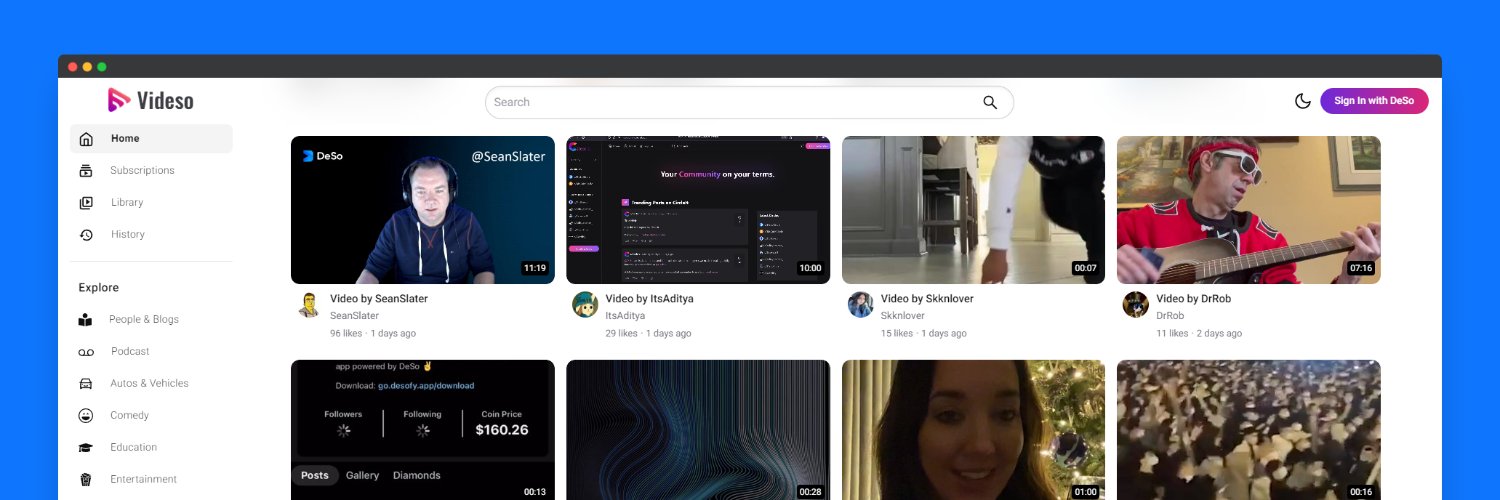 Videso
Search
Sign In with DeSo
Home
Subscriptions
Library
History
Explore
People & Blogs
Podcast
Autos & Vehicles
Comedy
Education
Entertainment
DeSo
@SeanSlater
11:19
Video by SeanSlater
SeanSlater
96 likes · 1 days ago
Your Community on your terms.
10:00
Video by ItsAditya
ItsAditya
29 likes · 1 days ago
00:07
Video by Skknlover
Skknlover
15 likes · 1 days ago
07:16
Video by DrRob
DrRob
11 likes · 2 days ago
app powered by DeSo ✌
Download: go.desofy.app/download
Followers
Following
Coin Price
$160.26
Posts
Gallery
Diamonds
00:13
00:28
01:00
00:16